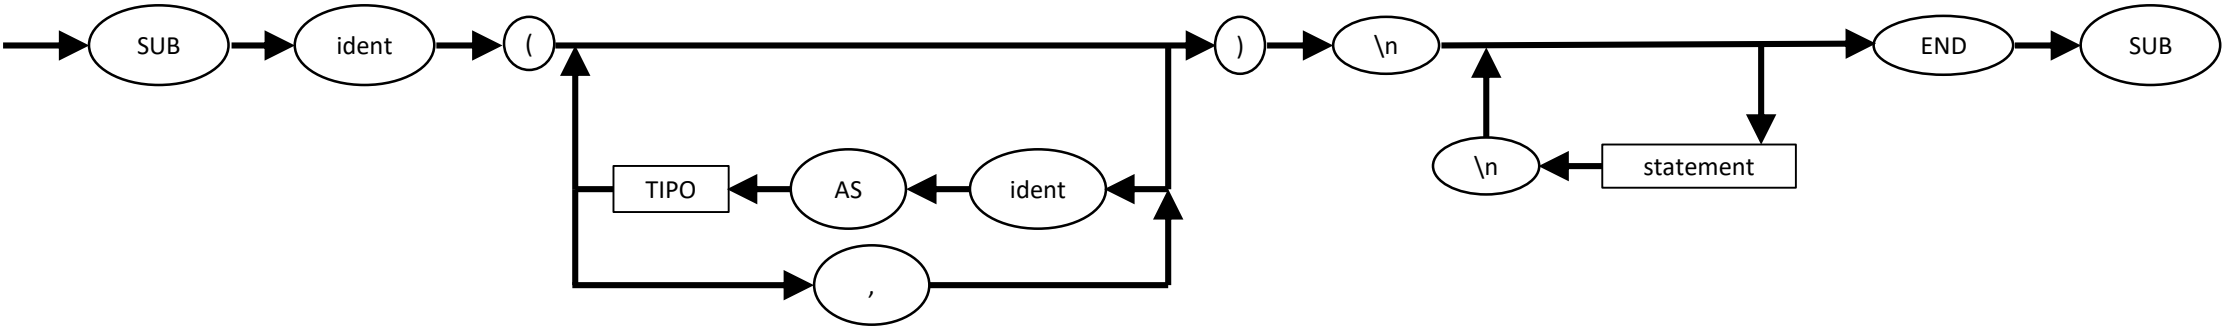 SUB ident ( ) \n END SUB
\n statement
TIPO AS ident
,